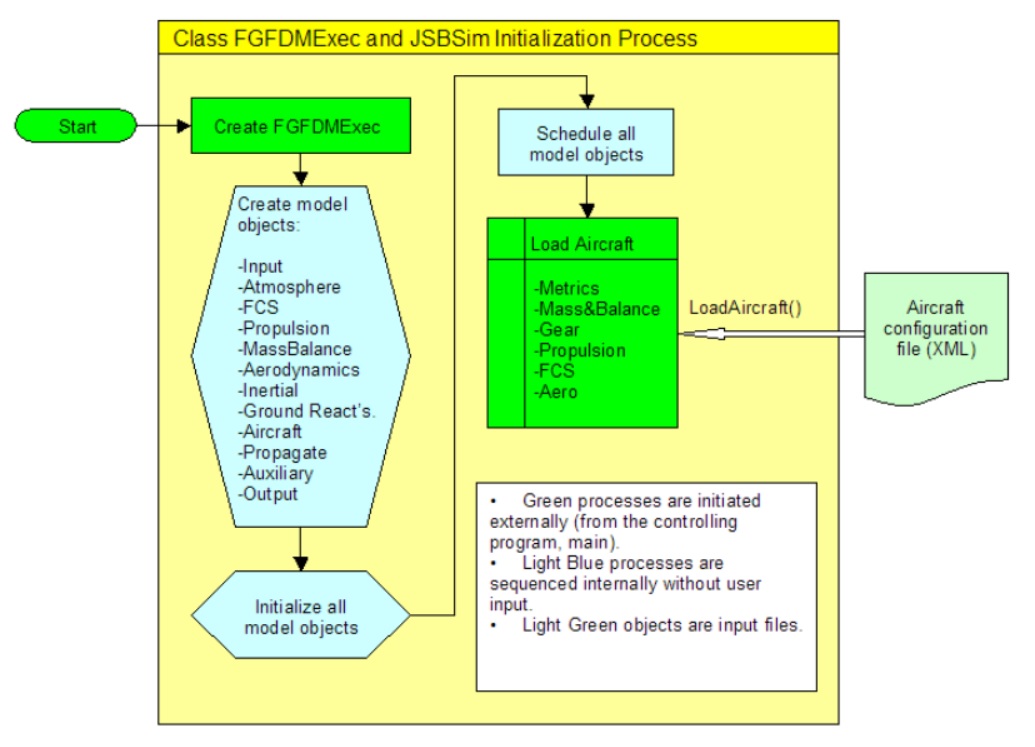 Class FGFDMExec and JSBSim Initialization Process
Start
Create FGFDMExec
Create model
objects:
-Input
-Atmosphere
-FCS
-Propulsion
-MassBalance
-Aerodynamics
-Inertial
-Ground React's.
-Aircraft
-Propagate
-Auxiliary
-Output
Initialize all
model objects
Schedule all
model objects
Load Aircraft
-Metrics
-Mass&Balance
-Gear
-Propulsion
-FCS
-Aero
LoadAircraft()
Aircraft
configuration
file (XML)
• Green processes are initiated
externally (from the controlling
program, main).
• Light Blue processes are
sequenced internally without user
input.
• Light Green objects are input files.